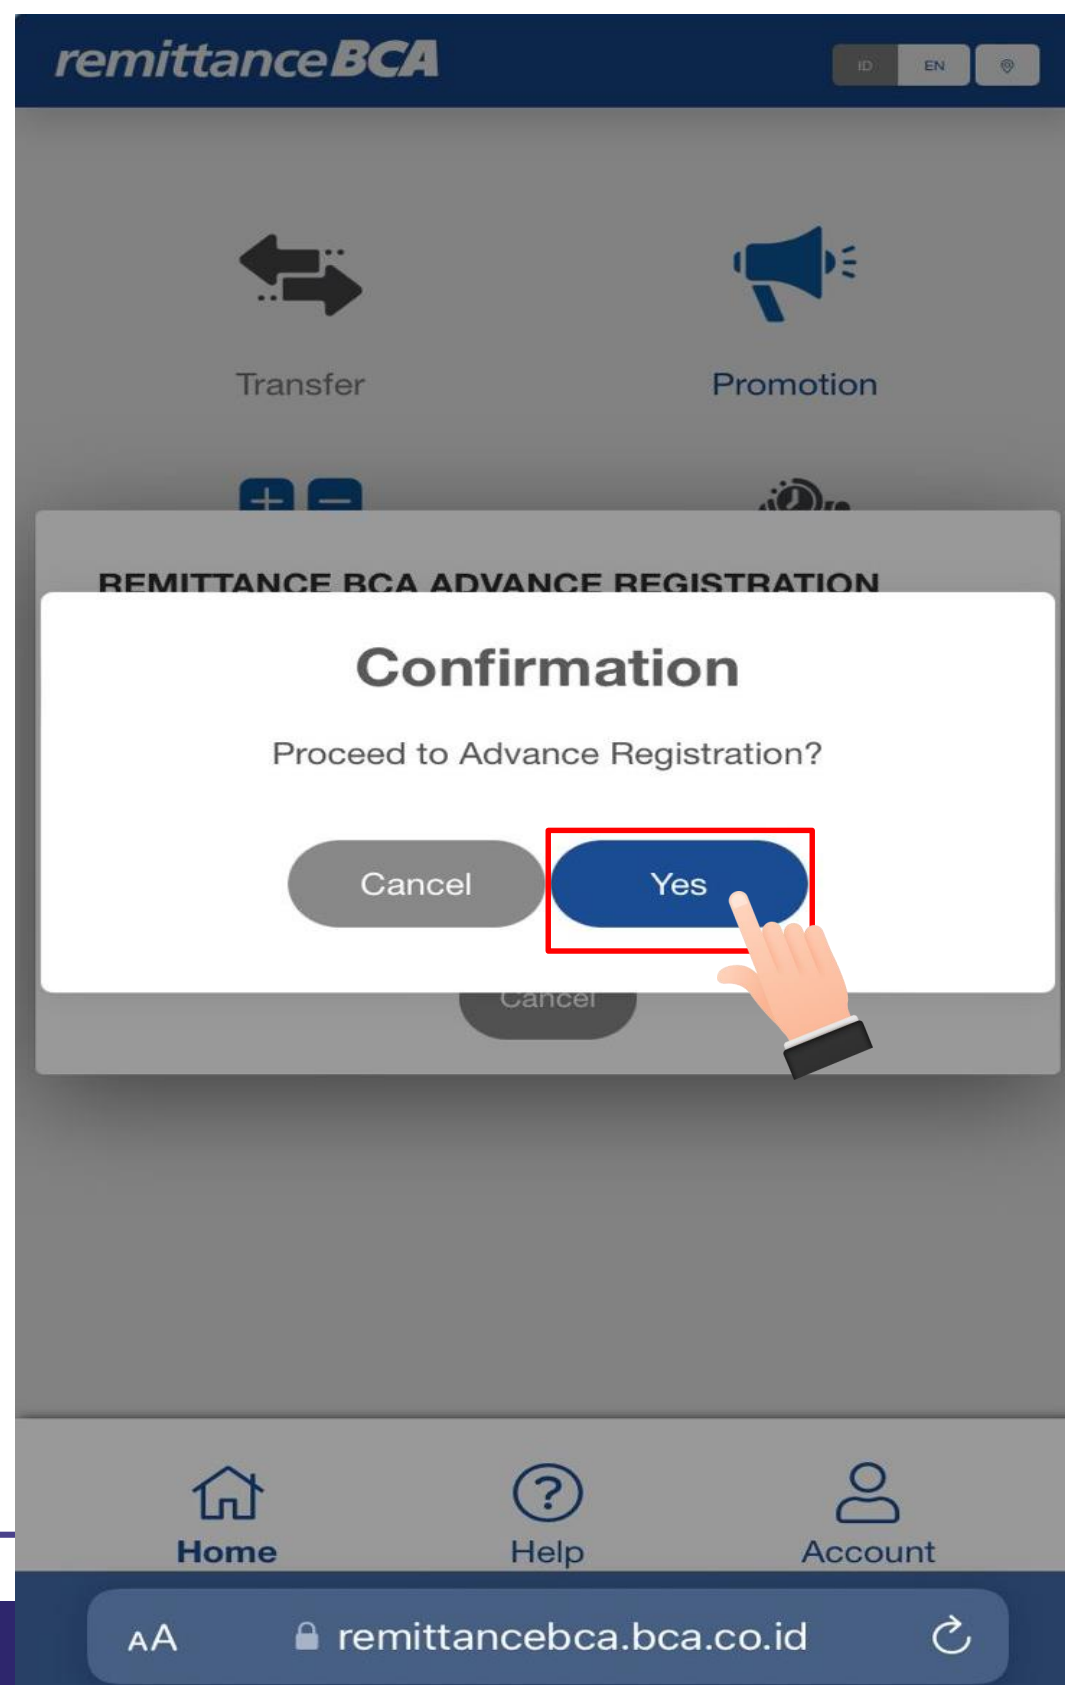 remittanceBCA
ID EN
Transfer
Promotion
REMITTANCE BCA ADVANCE REGISTRATION
Confirmation
Proceed to Advance Registration?
Cancel
Yes
Cancel
Home
Help
Account
AA remittancebca.bca.co.id